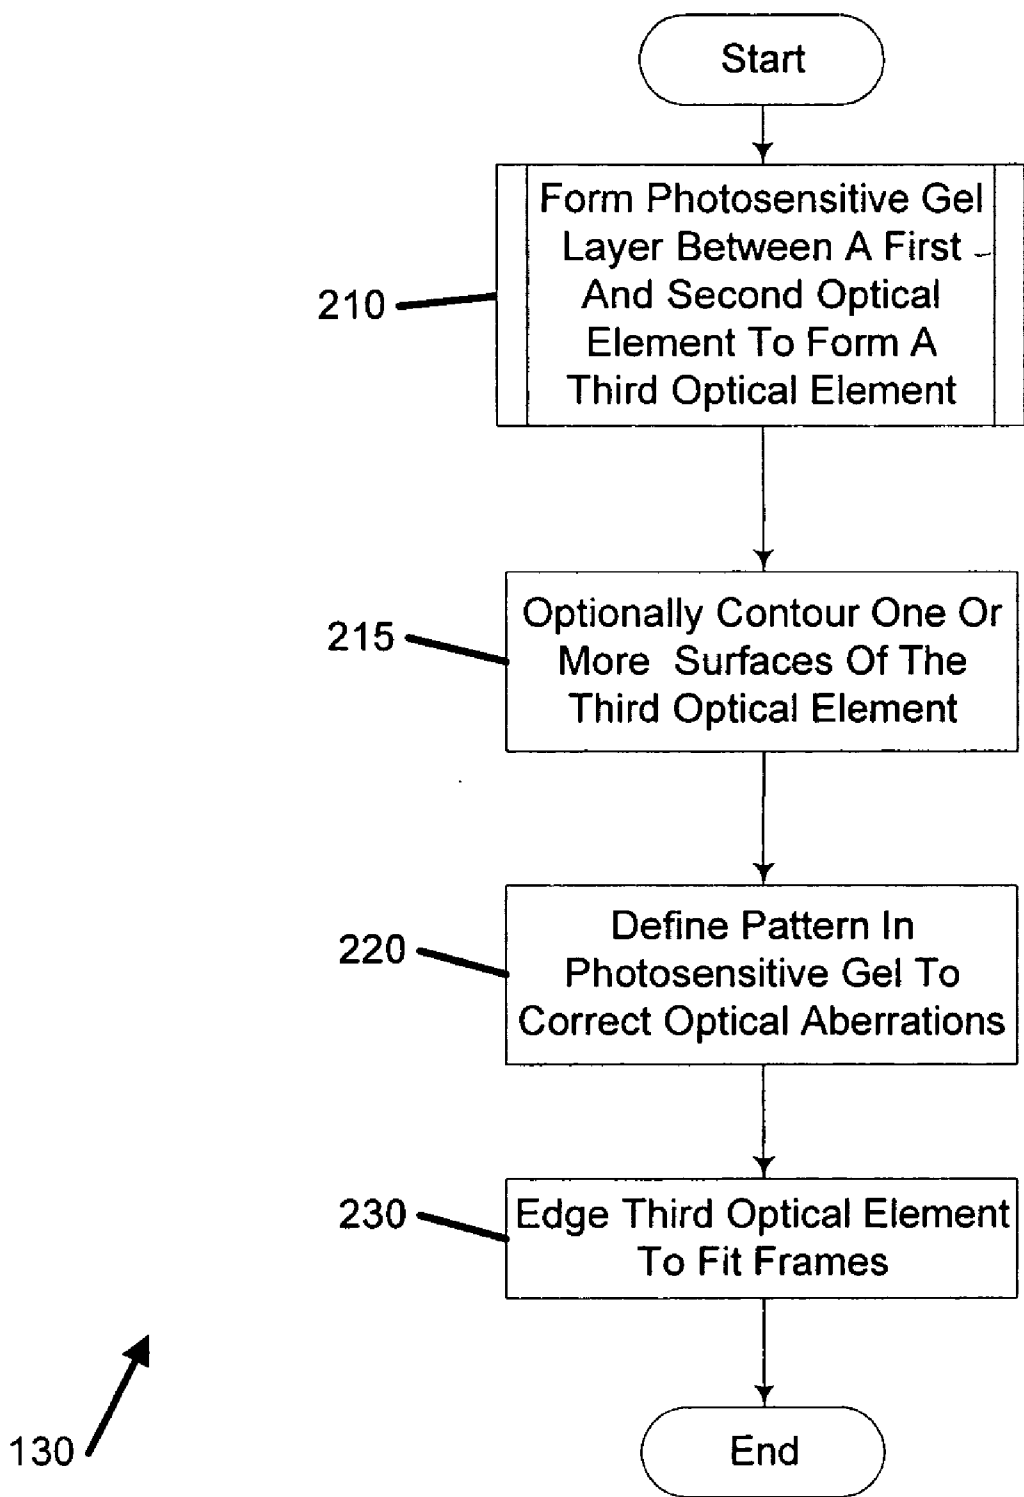 Start
210
Form Photosensitive Gel
Layer Between A First
And Second Optical
Element To Form A
Third Optical Element
215
Optionally Contour One Or
More Surfaces Of The
Third Optical Element
220
Define Pattern In
Photosensitive Gel To
Correct Optical Aberrations
230
Edge Third Optical Element
To Fit Frames
130
End